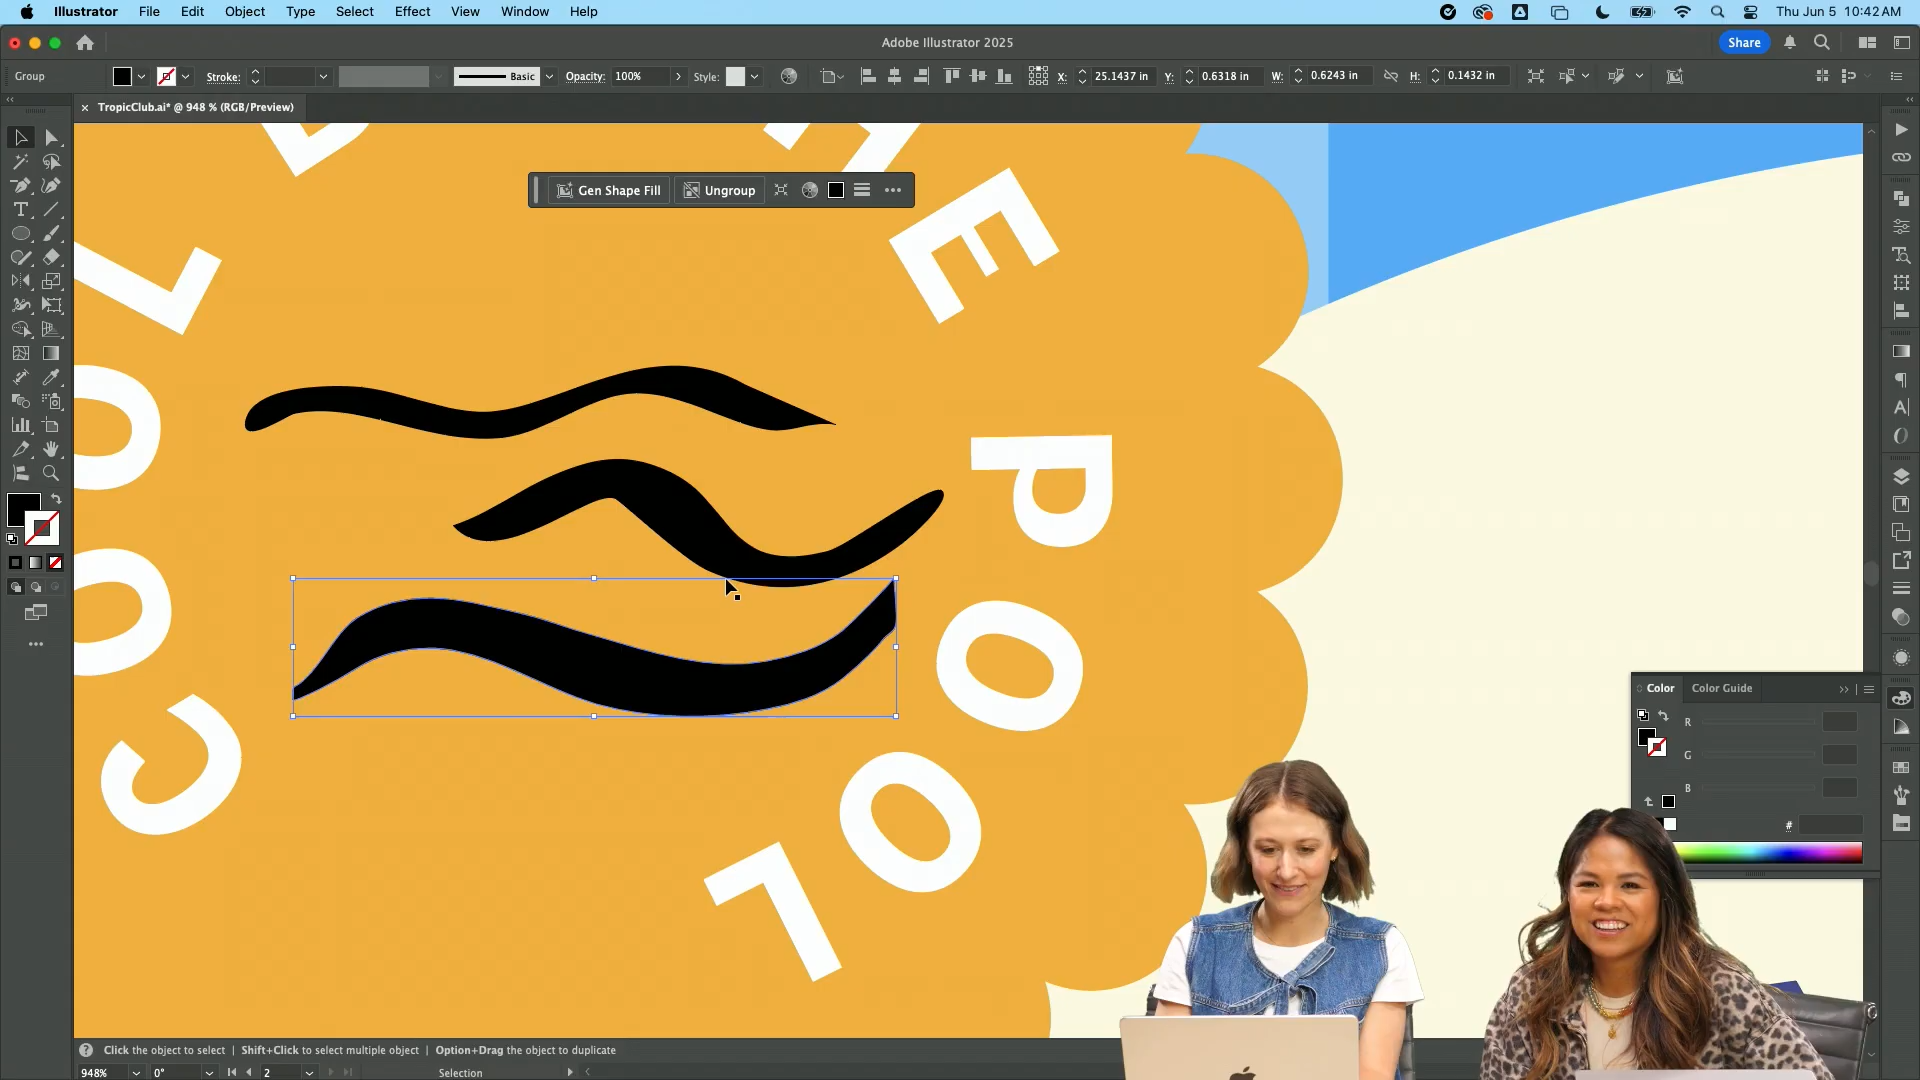 Illustrator File Edit Object Type Select Effect View Window Help Thu Jun 5 10:42 AM
Adobe Illustrator 2025 Share
Group Stroke: Basic Opacity: 100% Style: X: 25.1437 in Y: 0.6318 in W: 0.6243 in H: 0.1432 in
× TropicClub.ai* @ 948 % (RGB/Preview)
Gen Shape Fill Ungroup
E
P
O
O
L
C
O
O
L
Color Color Guide
R
G
B
#
Click the object to select | Shift+Click to select multiple object | Option+Drag the object to duplicate
948% 0° 2 Selection